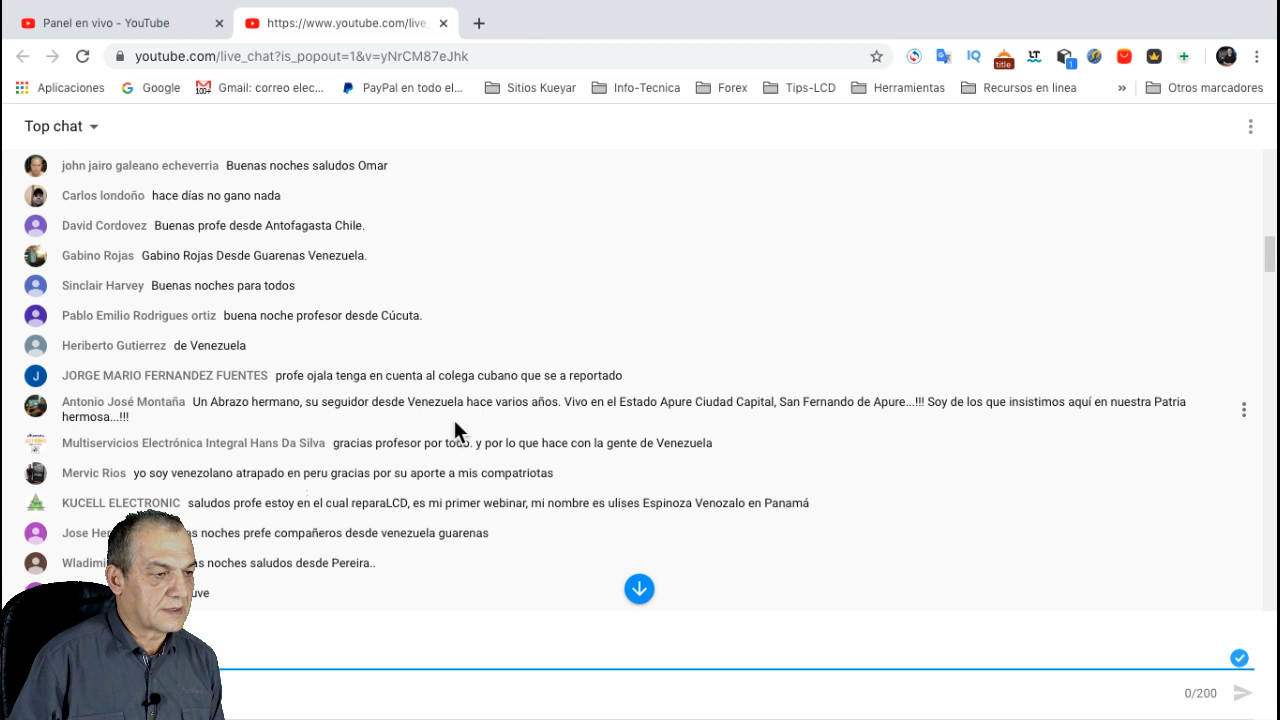 Panel en vivo - YouTube
https://www.youtube.com/live_
youtube.com/live_chat?is_popout=1&v=yNrCM87eJhk
title
LT
1
Aplicaciones
Google
100+
Gmail: correo elec...
PayPal en todo el...
Sitios Kueyar
Info-Tecnica
Forex
Tips-LCD
Herramientas
Recursos en linea
»
Otros marcadores
Top chat
john jairo galeano echeverria Buenas noches saludos Omar
Carlos londoño hace días no gano nada
David Cordovez Buenas profe desde Antofagasta Chile.
Gabino Rojas Gabino Rojas Desde Guarenas Venezuela.
Sinclair Harvey Buenas noches para todos
Pablo Emilio Rodrigues ortiz buena noche profesor desde Cúcuta.
Heriberto Gutierrez de Venezuela
J JORGE MARIO FERNANDEZ FUENTES profe ojala tenga en cuenta al colega cubano que se a reportado
Antonio José Montaña Un Abrazo hermano, su seguidor desde Venezuela hace varios años. Vivo en el Estado Apure Ciudad Capital, San Fernando de Apure...!!! Soy de los que insistimos aquí en nuestra Patria
hermosa...!!!
Multiservicios Electrónica Integral Hans Da Silva gracias profesor por todo. y por lo que hace con la gente de Venezuela
Mervic Rios yo soy venezolano atrapado en peru gracias por su aporte a mis compatriotas
KUCELL ELECTRONIC saludos profe estoy en el cual reparaLCD, es mi primer webinar, mi nombre es ulises Espinoza Venozalo en Panamá
Jose noches prefe compañeros desde venezuela guarenas
noches saludos desde Pereira..
0/200